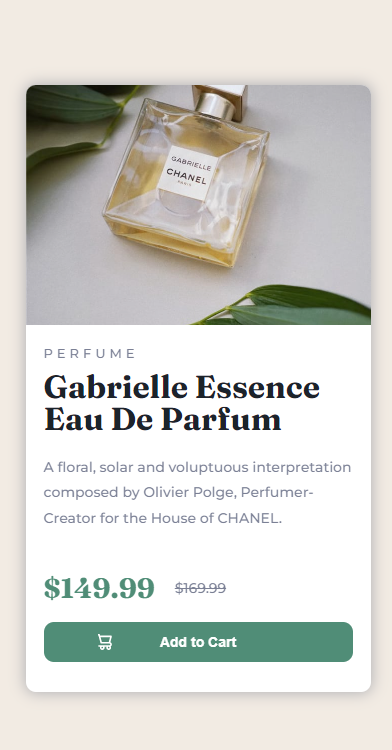 GABRIELLE
CHANEL
PARIS
PERFUME
Gabrielle Essence
Eau De Parfum
A floral, solar and voluptuous interpretation
composed by Olivier Polge, Perfumer-
Creator for the House of CHANEL.
$149.99 $169.99
Add to Cart